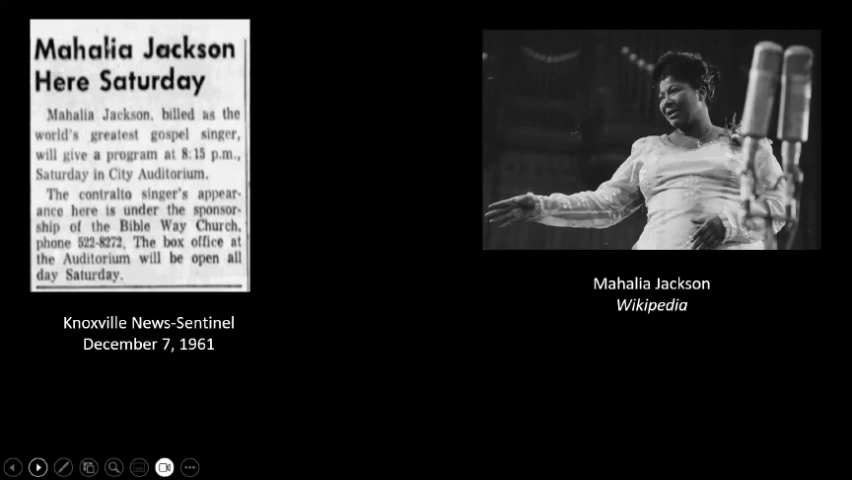 Mahalia Jackson
Here Saturday
Mahalia Jackson, billed as the
world's greatest gospel singer,
will give a program at 8:15 p.m.,
Saturday in City Auditorium.
The contralto singer's appear-
ance here is under the sponsor-
ship of the Bible Way Church,
phone 522-8272. The box office at
the Auditorium will be open all
day Saturday.
Knoxville News-Sentinel
December 7, 1961
Mahalia Jackson
Wikipedia